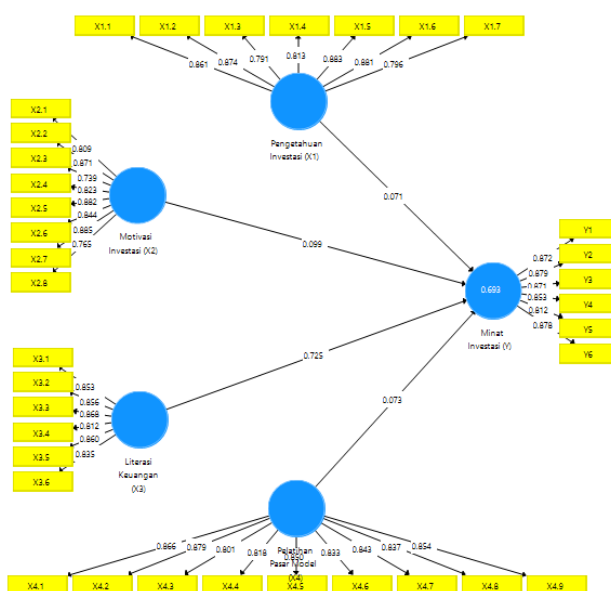 X1.1 X1.2 X1.3 X1.4 X1.5 X1.6 X1.7
0.861 0.874 0.791 0.813 0.883 0.881 0.796
Pengetahuan
Investasi (X1)
X2.1
X2.2
X2.3
X2.4
X2.5
X2.6
X2.7
X2.8
0.809
0.871
0.739
0.823
0.882
0.844
0.885
0.765
Motivasi
Investasi (X2)
0.071
0.099
0.725
0.073
0.693
Minat
Investasi (Y)
0.872
0.879
0.871
0.853
0.812
0.878
Y1
Y2
Y3
Y4
Y5
Y6
X3.1
X3.2
X3.3
X3.4
X3.5
X3.6
0.853
0.856
0.868
0.812
0.860
0.835
Literasi
Keuangan
(X3)
Pelatihan
Pasar Model
(X4)
0.866 0.879 0.801 0.818 0.833 0.843 0.837 0.854
X4.1 X4.2 X4.3 X4.4 X4.5 X4.6 X4.7 X4.8 X4.9